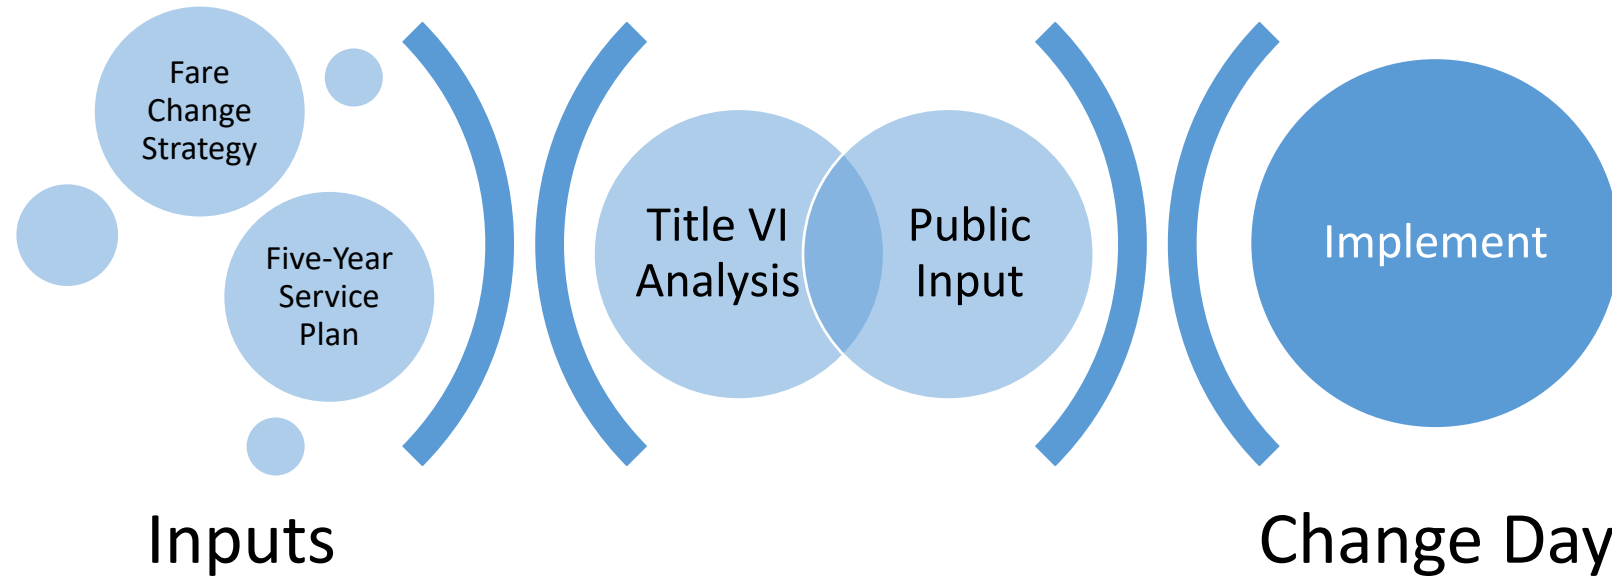 Fare
Change
Strategy
Five-Year
Service
Plan
Title VI
Analysis
Public
Input
Implement
Inputs
Change Day